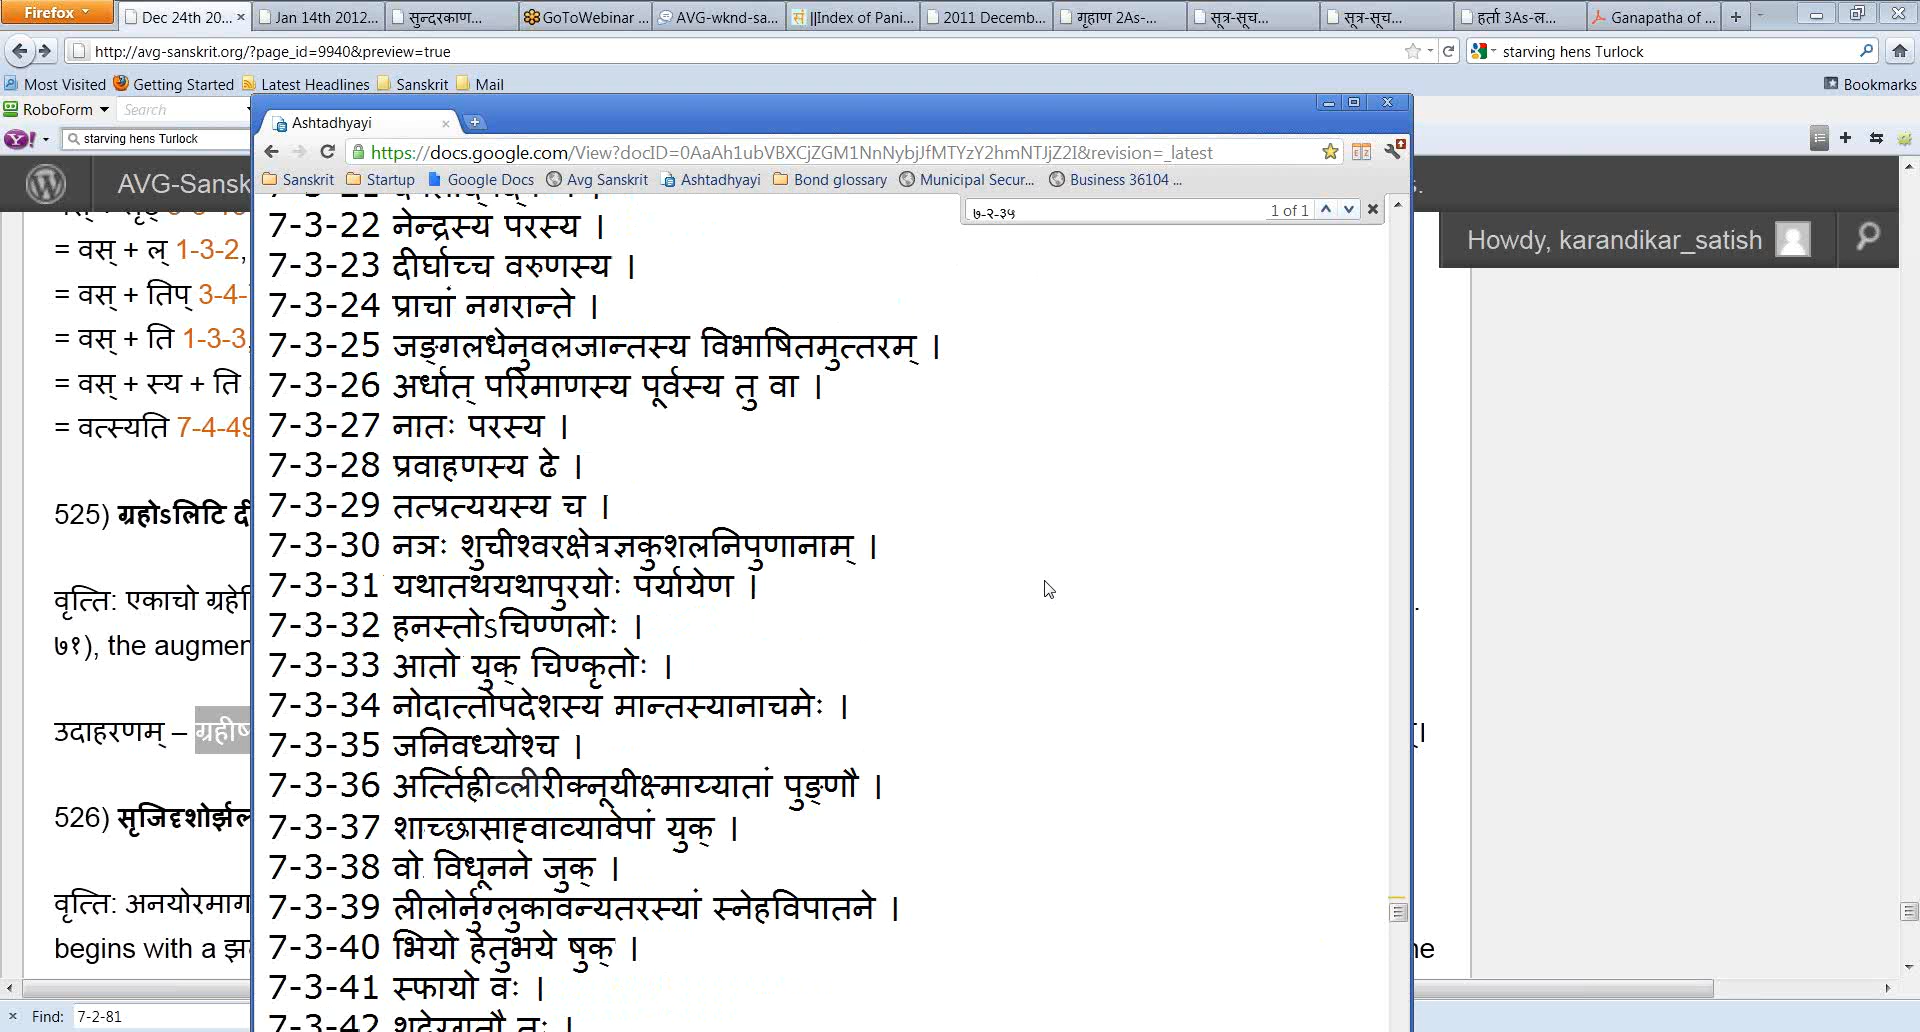 Firefox
Dec 24th 20...
Jan 14th 2012...
सुन्दरकाण...
GoToWebinar ...
AVG-wknd-sa...
||Index of Pani...
2011 Decemb...
गृहाण 2As-...
सूत्र-सूच...
सूत्र-सूच...
हर्ता 3As-ल...
Ganapatha of ...
http://avg-sanskrit.org/?page_id=9940&preview=true
starving hens Turlock
Most Visited Getting Started Latest Headlines Sanskrit Mail
Bookmarks
RoboForm Search
starving hens Turlock
AVG-Sansk
Howdy, karandikar_satish
= वस् + ल् 1-3-2,
= वस् + तिप् 3-4-
= वस् + ति 1-3-3,
= वस् + स्य + ति
= वत्स्यति 7-4-49
525) ग्रहोऽलिटि दी
वृत्ति: एकाचो ग्रहे
७१), the augmen
उदाहरणम् – ग्रहीष
526) सृजिदृशोर्झल
वृत्ति: अनयोरमाग
begins with a झ
Find: 7-2-81
Ashtadhyayi
https://docs.google.com/View?docID=0AaAh1ubVBXCjZGM1NnNybjJfMTYzY2hmNTJjZ2I&revision=_latest
Sanskrit Startup Google Docs Avg Sanskrit Ashtadhyayi Bond glossary Municipal Secur... Business 36104 ...
७-२-३५ 1 of 1
7-3-22 नेन्द्रस्य परस्य ।
7-3-23 दीर्घाच्च वरुणस्य ।
7-3-24 प्राचां नगरान्ते ।
7-3-25 जङ्गलधेनुवलजान्तस्य विभाषितमुत्तरम् ।
7-3-26 अर्धात् परिमाणस्य पूर्वस्य तु वा ।
7-3-27 नातः परस्य ।
7-3-28 प्रवाहणस्य ढे ।
7-3-29 तत्प्रत्ययस्य च ।
7-3-30 नञः शुचीश्वरक्षेत्रज्ञकुशलनिपुणानाम् ।
7-3-31 यथातथयथापुरयोः पर्यायेण ।
7-3-32 हनस्तोऽचिण्णलोः ।
7-3-33 आतो युक् चिण्कृतोः ।
7-3-34 नोदात्तोपदेशस्य मान्तस्यानाचमेः ।
7-3-35 जनिवध्योश्च ।
7-3-36 अर्त्तिह्रीव्लीरीक्नूयीक्ष्माय्यातां पुङ्णौ ।
7-3-37 शाच्छासाह्वाव्यावेपां युक् ।
7-3-38 वो विधूनने जुक् ।
7-3-39 लीलोर्नुग्लुकावन्यतरस्यां स्नेहविपातने ।
7-3-40 भियो हेतुभये षुक् ।
7-3-41 स्फायो वः ।
7-3-42 शदेरगतौ तः ।